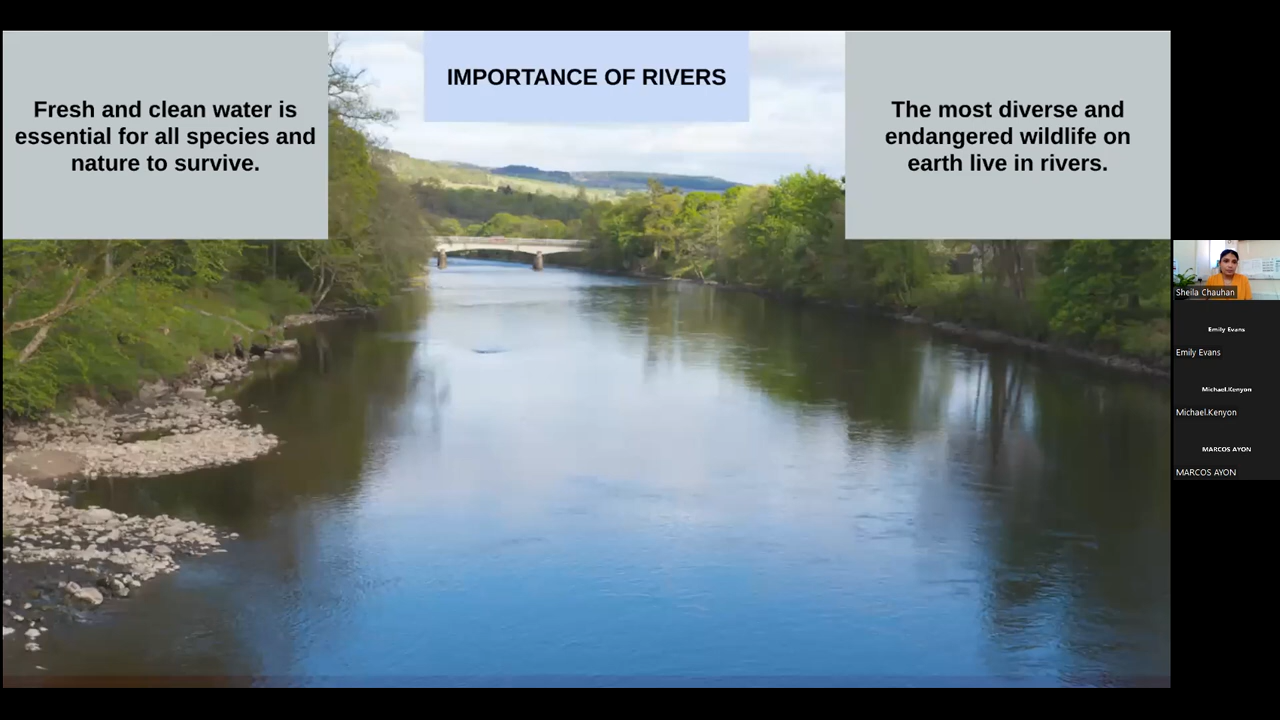 IMPORTANCE OF RIVERS
Fresh and clean water is
essential for all species and
nature to survive.
The most diverse and
endangered wildlife on
earth live in rivers.
Sheila Chauhan
Emily Evans
Emily Evans
Michael.Kenyon
Michael.Kenyon
MARCOS AYON
MARCOS AYON